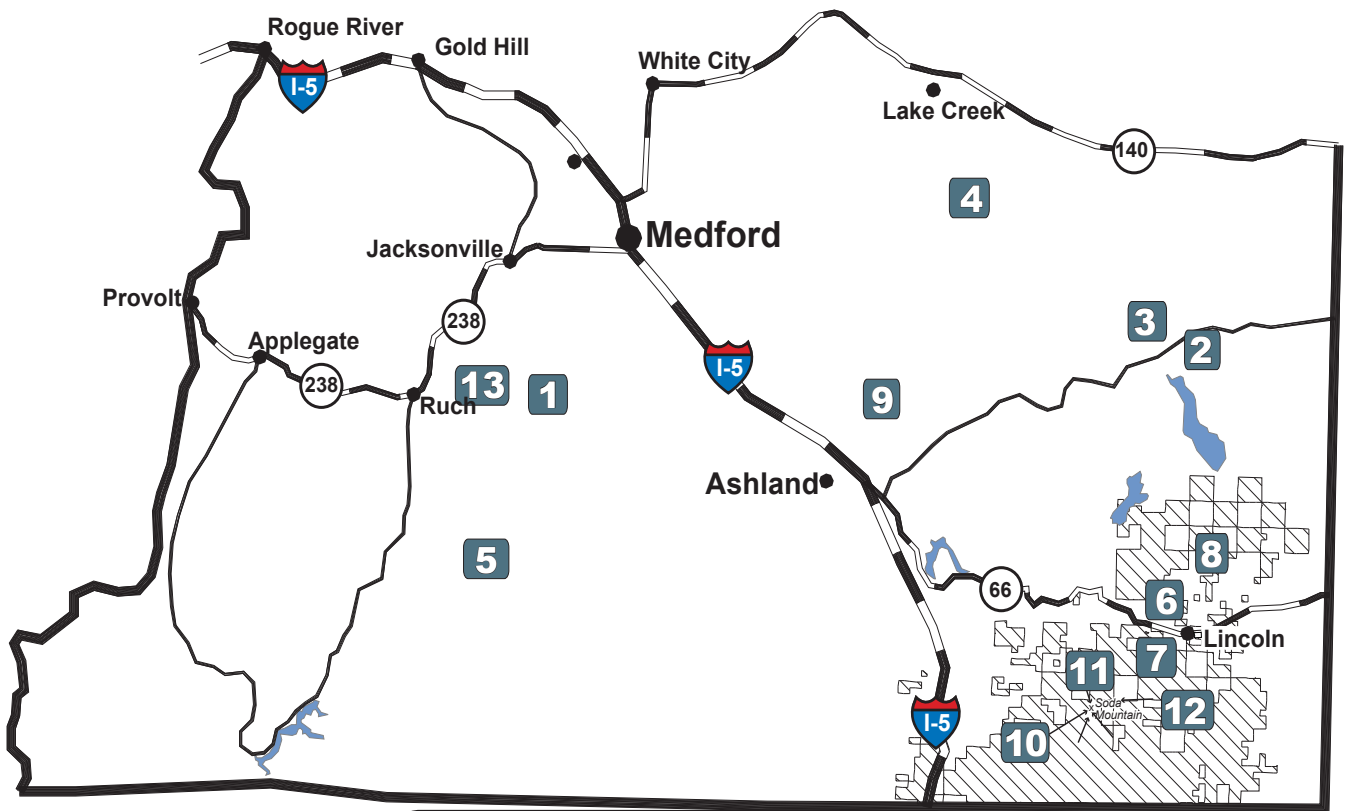 Rogue River
Gold Hill
I-5
White City
Lake Creek
140
4
Medford
Jacksonville
Provolt
238
Applegate
238
Ruch
13
1
I-5
3
2
9
Ashland
5
8
66
6
Lincoln
7
11
Soda
Mountain
12
I-5
10